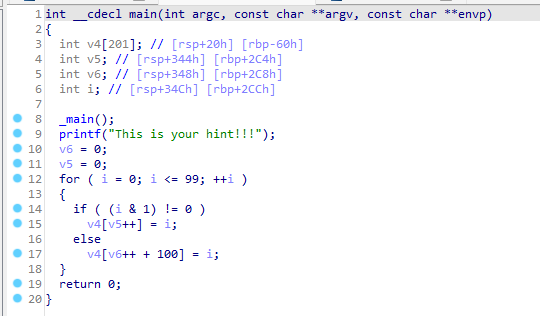 1 int __cdecl main(int argc, const char **argv, const char **envp)
2 {
3   int v4[201]; // [rsp+20h] [rbp-60h]
4   int v5; // [rsp+344h] [rbp+2C4h]
5   int v6; // [rsp+348h] [rbp+2C8h]
6   int i; // [rsp+34Ch] [rbp+2CCh]
7
8   _main();
9   printf("This is your hint!!!");
10   v6 = 0;
11   v5 = 0;
12   for ( i = 0; i <= 99; ++i )
13   {
14     if ( (i & 1) != 0 )
15       v4[v5++] = i;
16     else
17       v4[v6++ + 100] = i;
18   }
19   return 0;
20 }